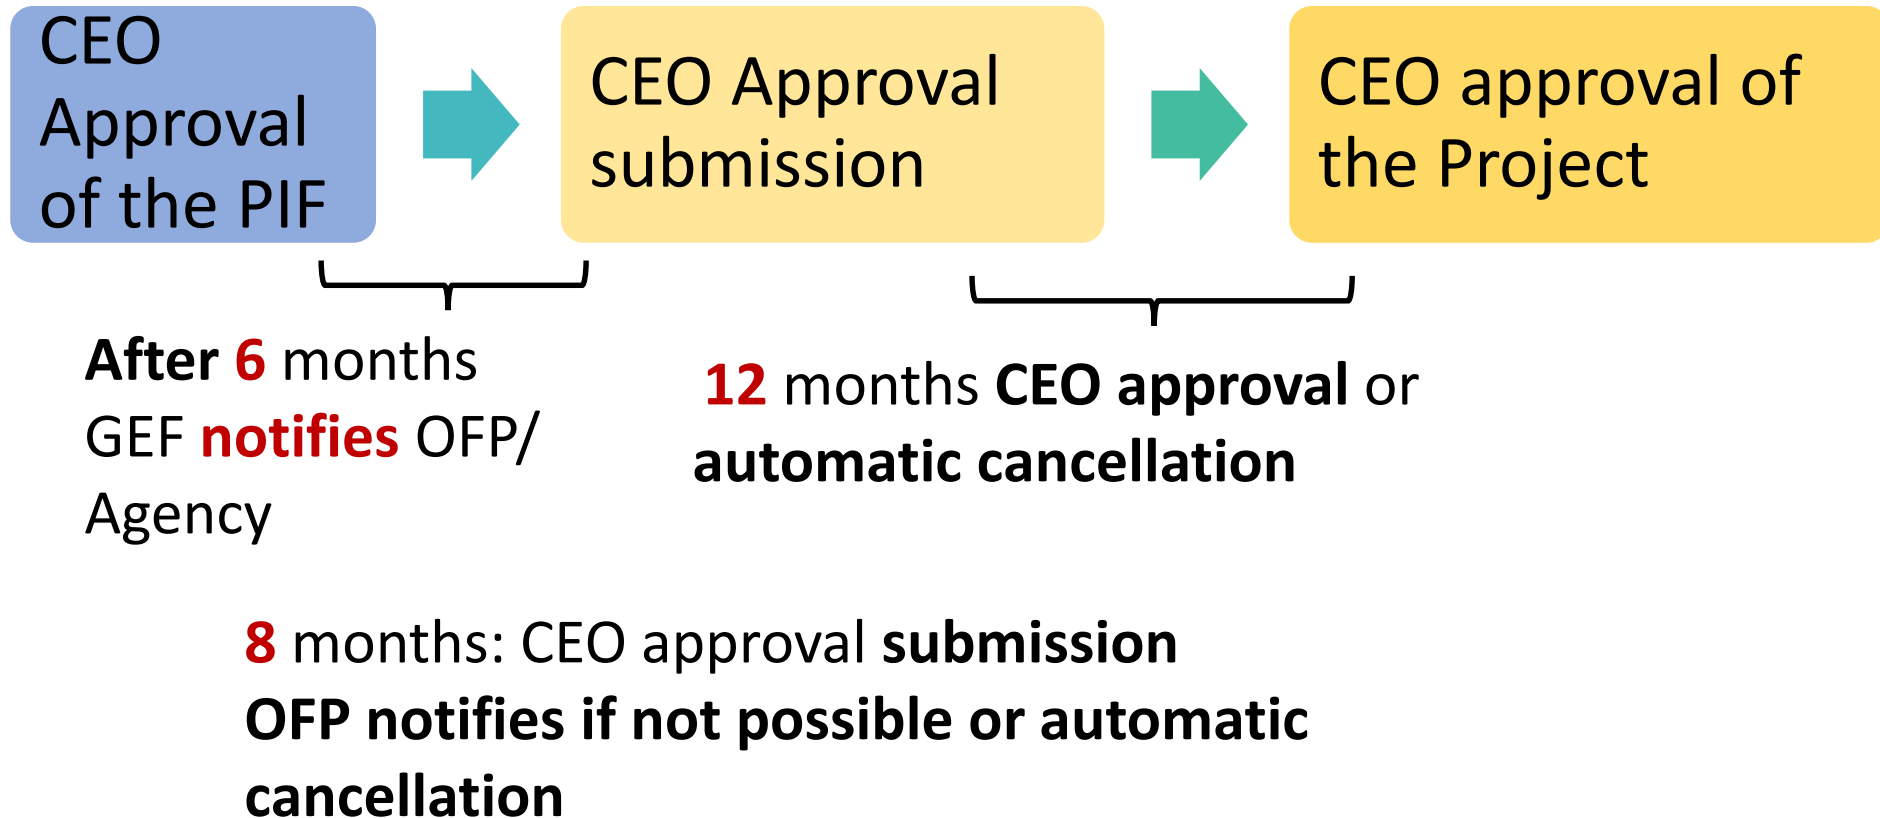 CEO
Approval
of the PIF
CEO Approval
submission
CEO approval of
the Project
After 6 months
GEF notifies OFP/
Agency
12 months CEO approval or
automatic cancellation
8 months: CEO approval submission
OFP notifies if not possible or automatic
cancellation